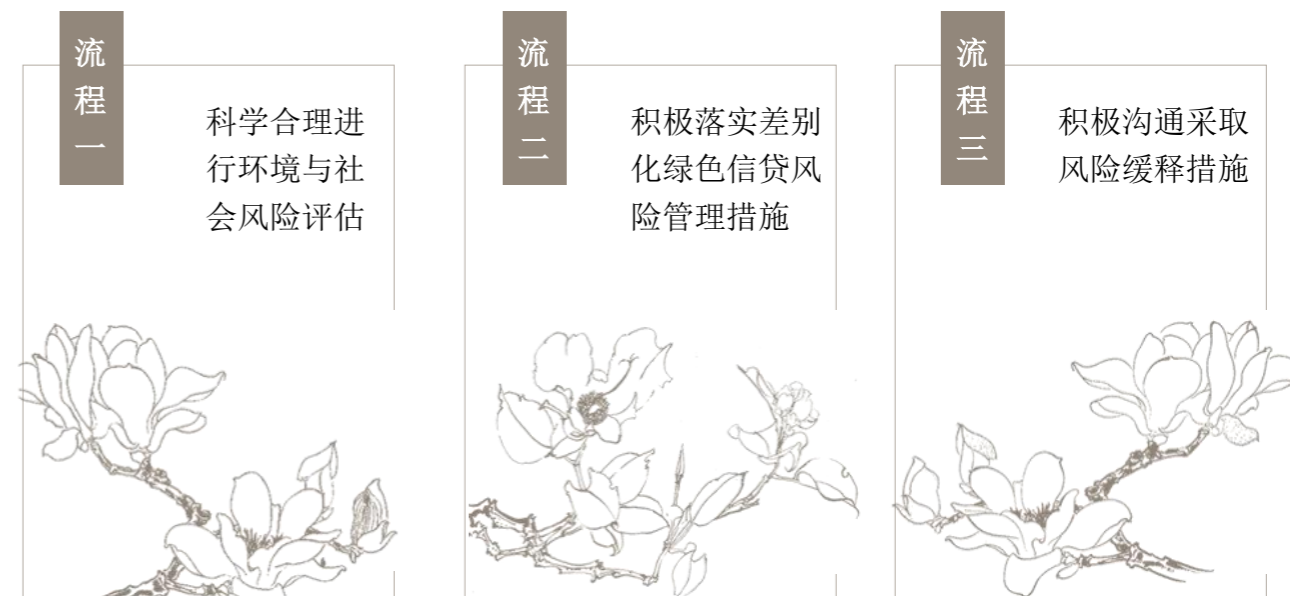 流程一
科学合理进
行环境与社
会风险评估
流程二
积极落实差别
化绿色信贷风
险管理措施
流程三
积极沟通采取
风险缓释措施